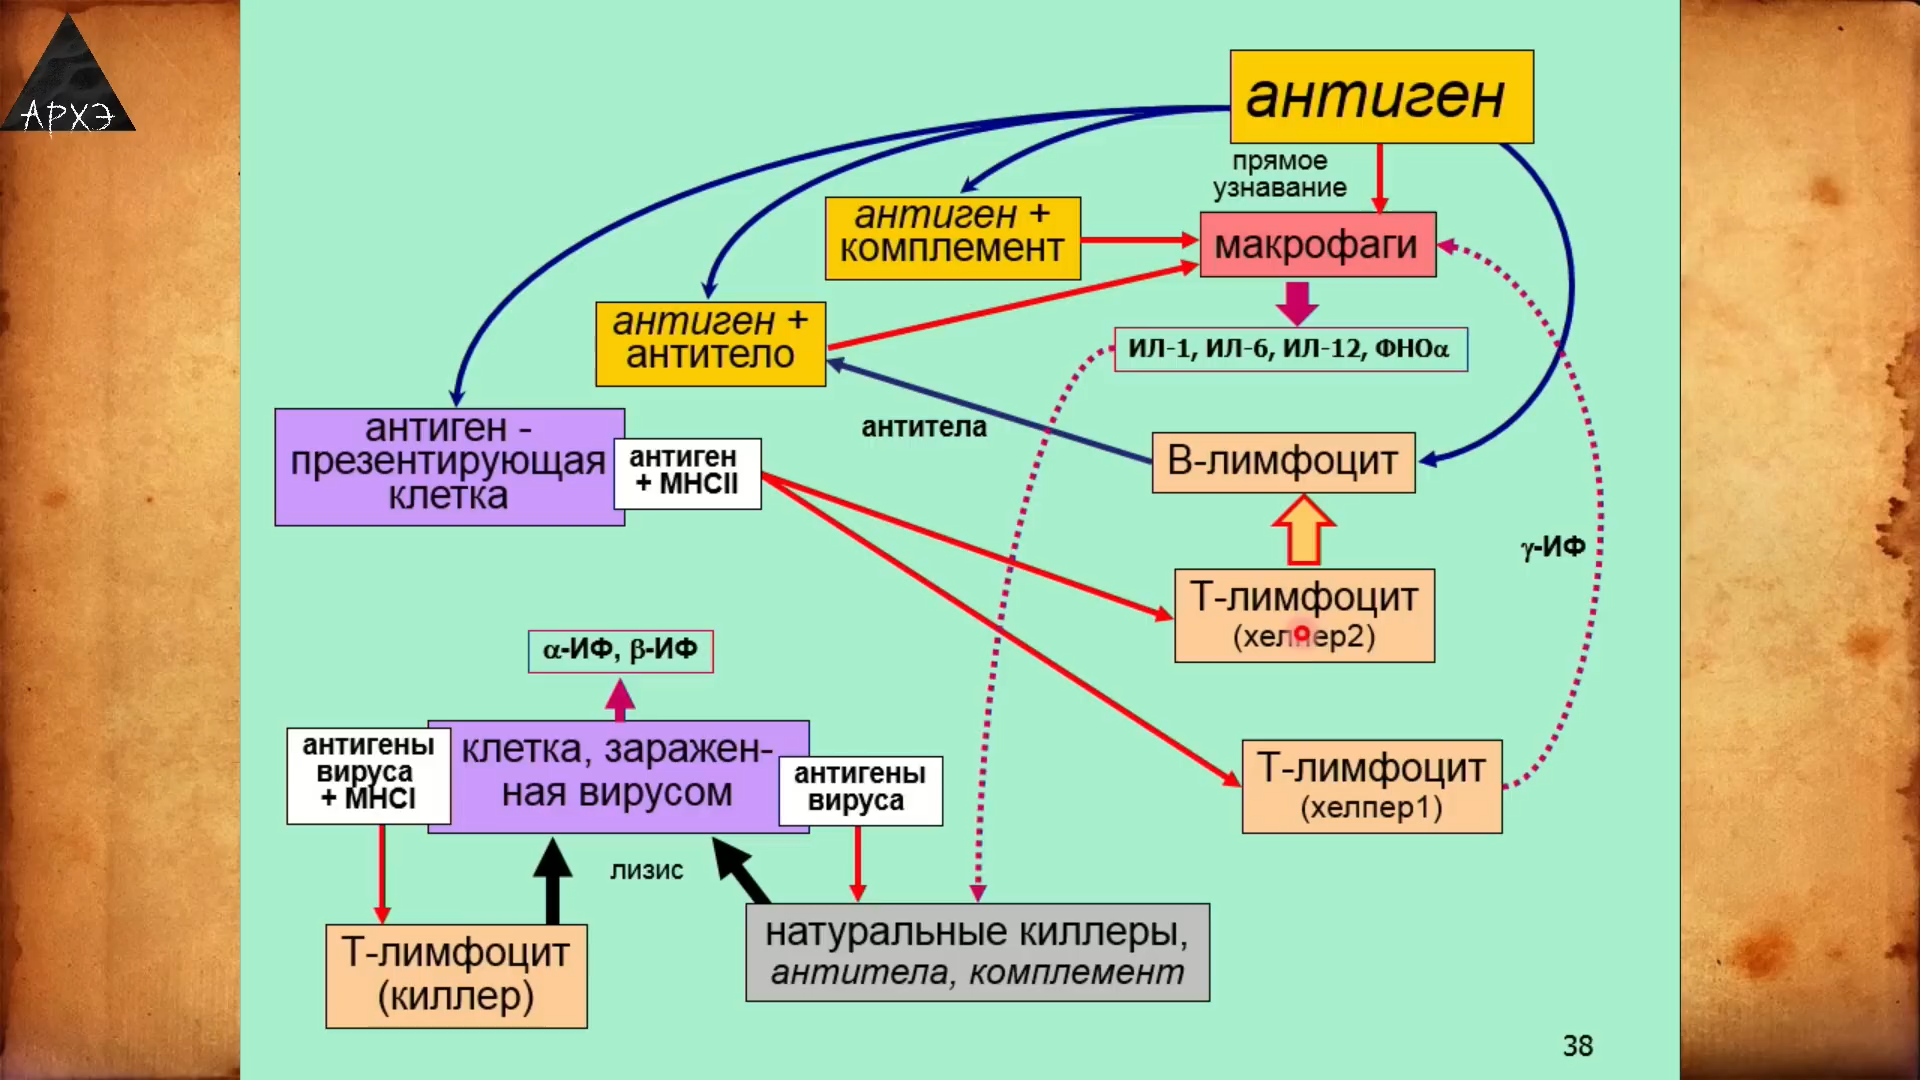 АРХЭ
антиген
прямое
узнавание
антиген +
комплемент
макрофаги
антиген +
антитело
ИЛ-1, ИЛ-6, ИЛ-12, ФНОα
антиген -
презентирующая
клетка
антиген
+ MHCII
антитела
В-лимфоцит
γ-ИФ
Т-лимфоцит
(хелпер2)
α-ИФ, β-ИФ
антигены
вируса
+ MHCI
клетка, заражен-
ная вирусом
антигены
вируса
Т-лимфоцит
(хелпер1)
лизис
Т-лимфоцит
(киллер)
натуральные киллеры,
антитела, комплемент
38